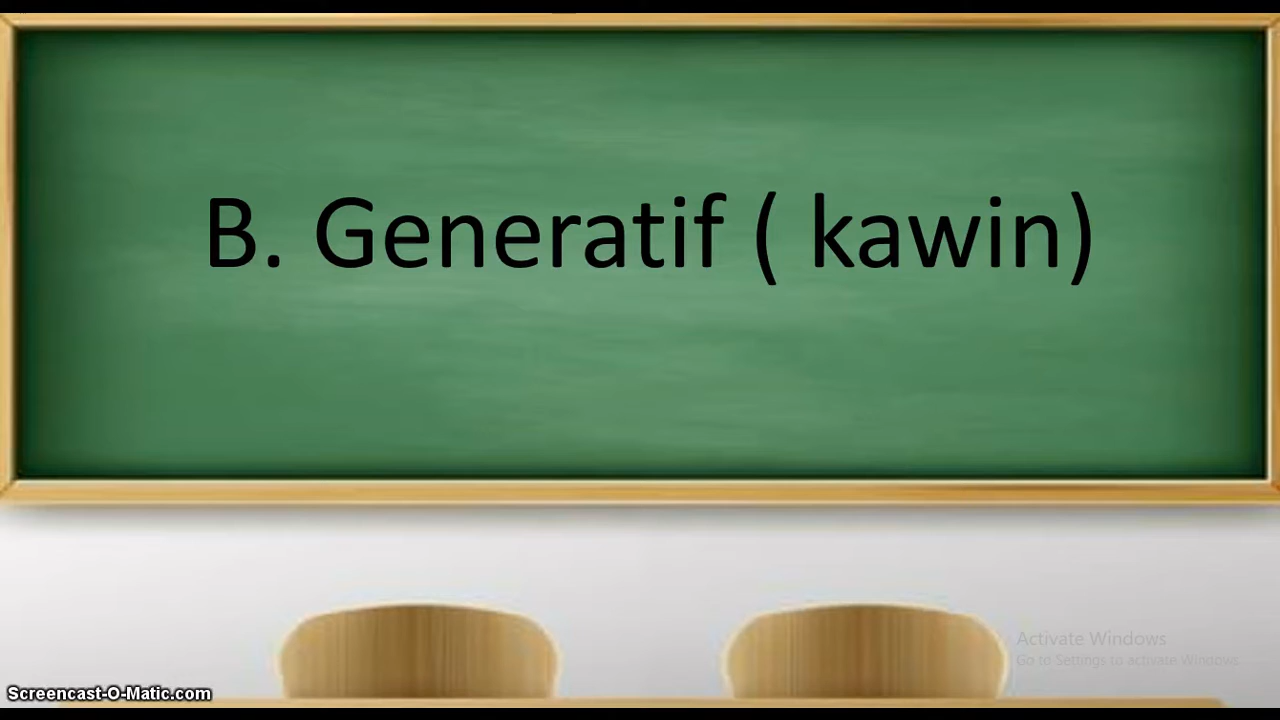 B. Generatif ( kawin)
Activate Windows
Go to Settings to activate Windows.
Screencast-O-Matic.com